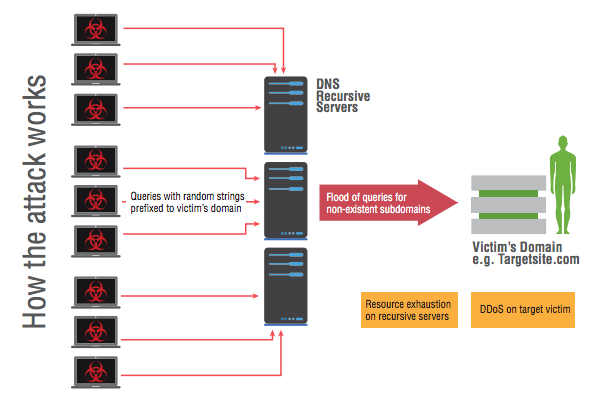 How the attack works
DNS
Recursive
Servers
Queries with random strings
prefixed to victim's domain
Flood of queries for
non-existent subdomains
Victim's Domain
e.g. Targetsite.com
Resource exhaustion
on recursive servers
DDoS on target victim